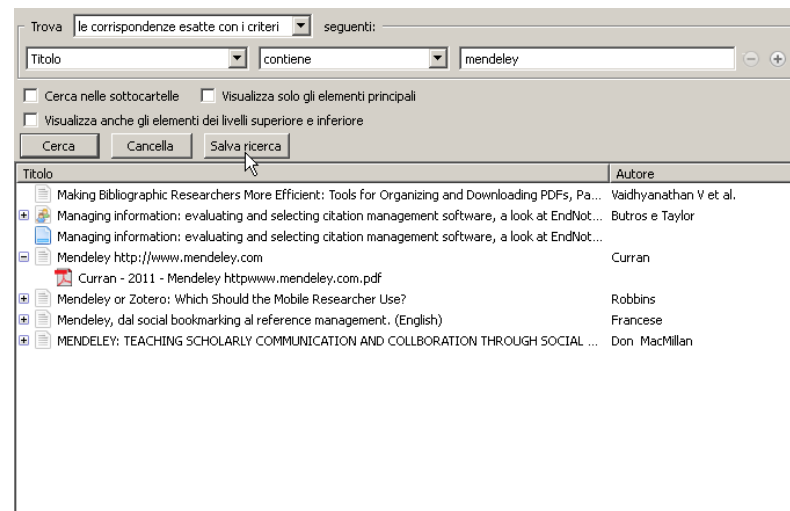 Trova le corrispondenze esatte con i criteri seguenti:
Titolo contiene mendeley
Cerca nelle sottocartelle Visualizza solo gli elementi principali
Visualizza anche gli elementi dei livelli superiore e inferiore
Cerca Cancella Salva ricerca
Titolo Autore
Making Bibliographic Researchers More Efficient: Tools for Organizing and Downloading PDFs, Pa... Vaidhyanathan V et al.
Managing information: evaluating and selecting citation management software, a look at EndNot... Butros e Taylor
Managing information: evaluating and selecting citation management software, a look at EndNot...
Mendeley http://www.mendeley.com Curran
Curran - 2011 - Mendeley httpwww.mendeley.com.pdf
Mendeley or Zotero: Which Should the Mobile Researcher Use? Robbins
Mendeley, dal social bookmarking al reference management. (English) Francese
MENDELEY: TEACHING SCHOLARLY COMMUNICATION AND COLLBORATION THROUGH SOCIAL ... Don MacMillan